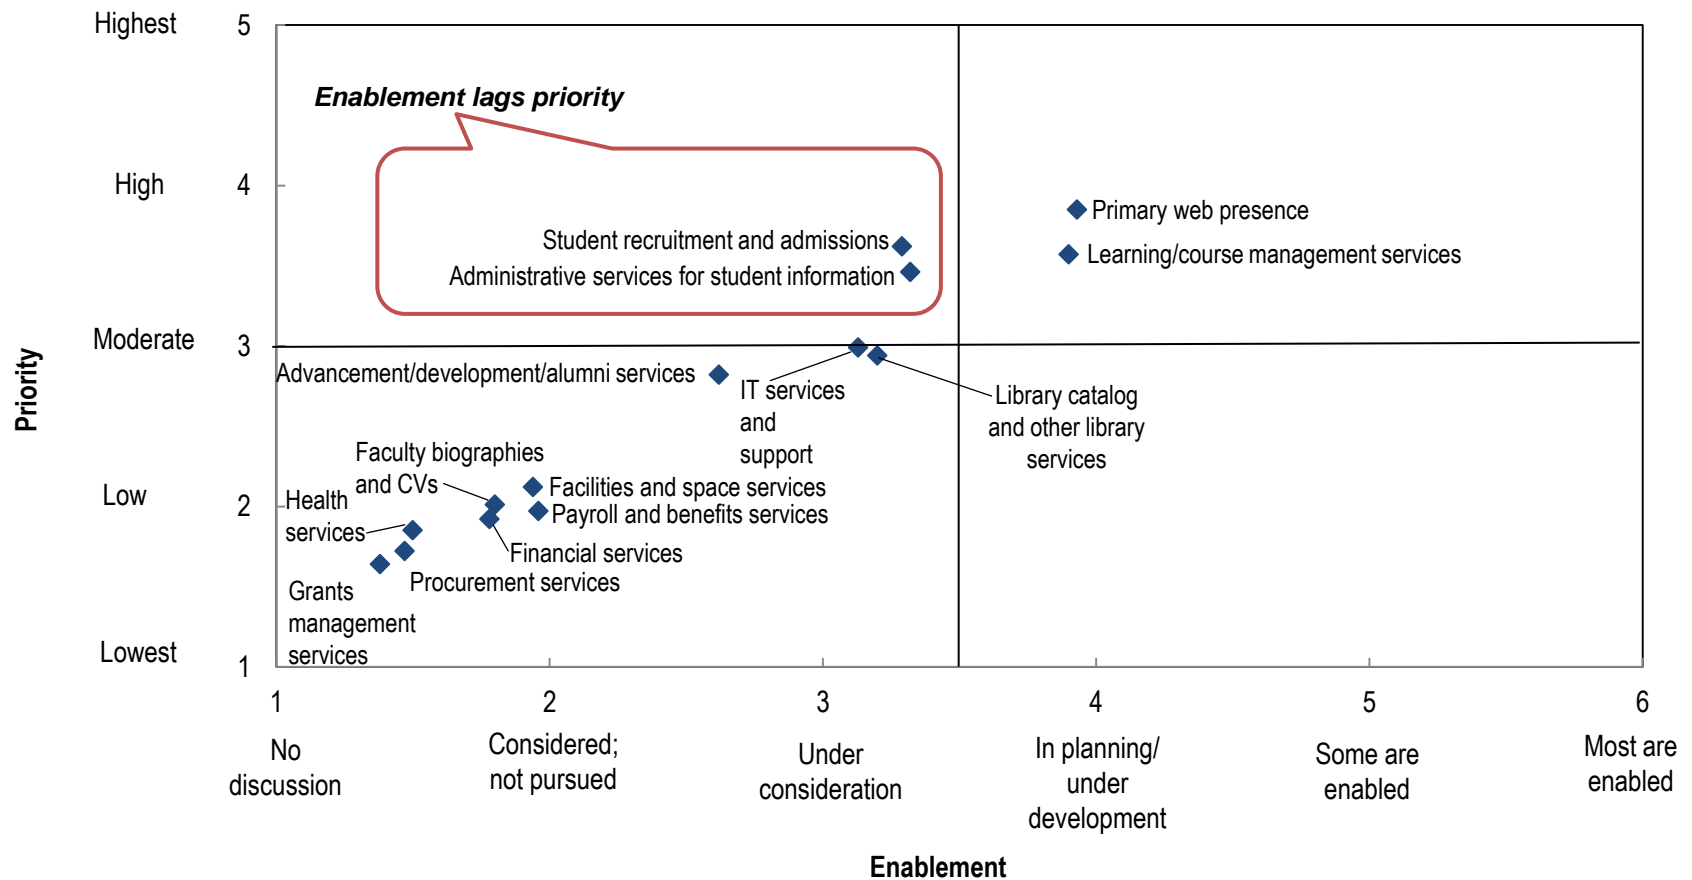 Highest 5
Enablement lags priority
High 4
Primary web presence
Student recruitment and admissions
Learning/course management services
Administrative services for student information
Moderate 3
Priority
Advancement/development/alumni services
IT services
and
support
Library catalog
and other library
services
Faculty biographies
and CVs
Facilities and space services
Low 2
Health
services
Payroll and benefits services
Financial services
Procurement services
Grants
management
services
Lowest 1
1 2 3 4 5 6
No
discussion
Considered;
not pursued
Under
consideration
In planning/
under
development
Some are
enabled
Most are
enabled
Enablement